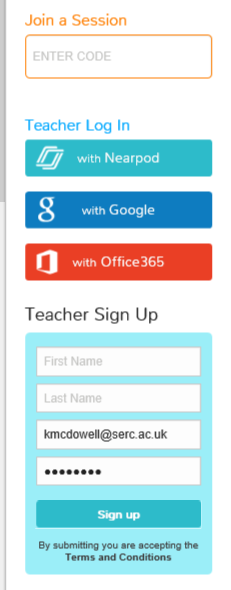 Join a Session
ENTER CODE
Teacher Log In
with Nearpod
g with Google
with Office365
Teacher Sign Up
First Name
Last Name
kmcdowell@serc.ac.uk
••••••••
Sign up
By submitting you are accepting the
Terms and Conditions